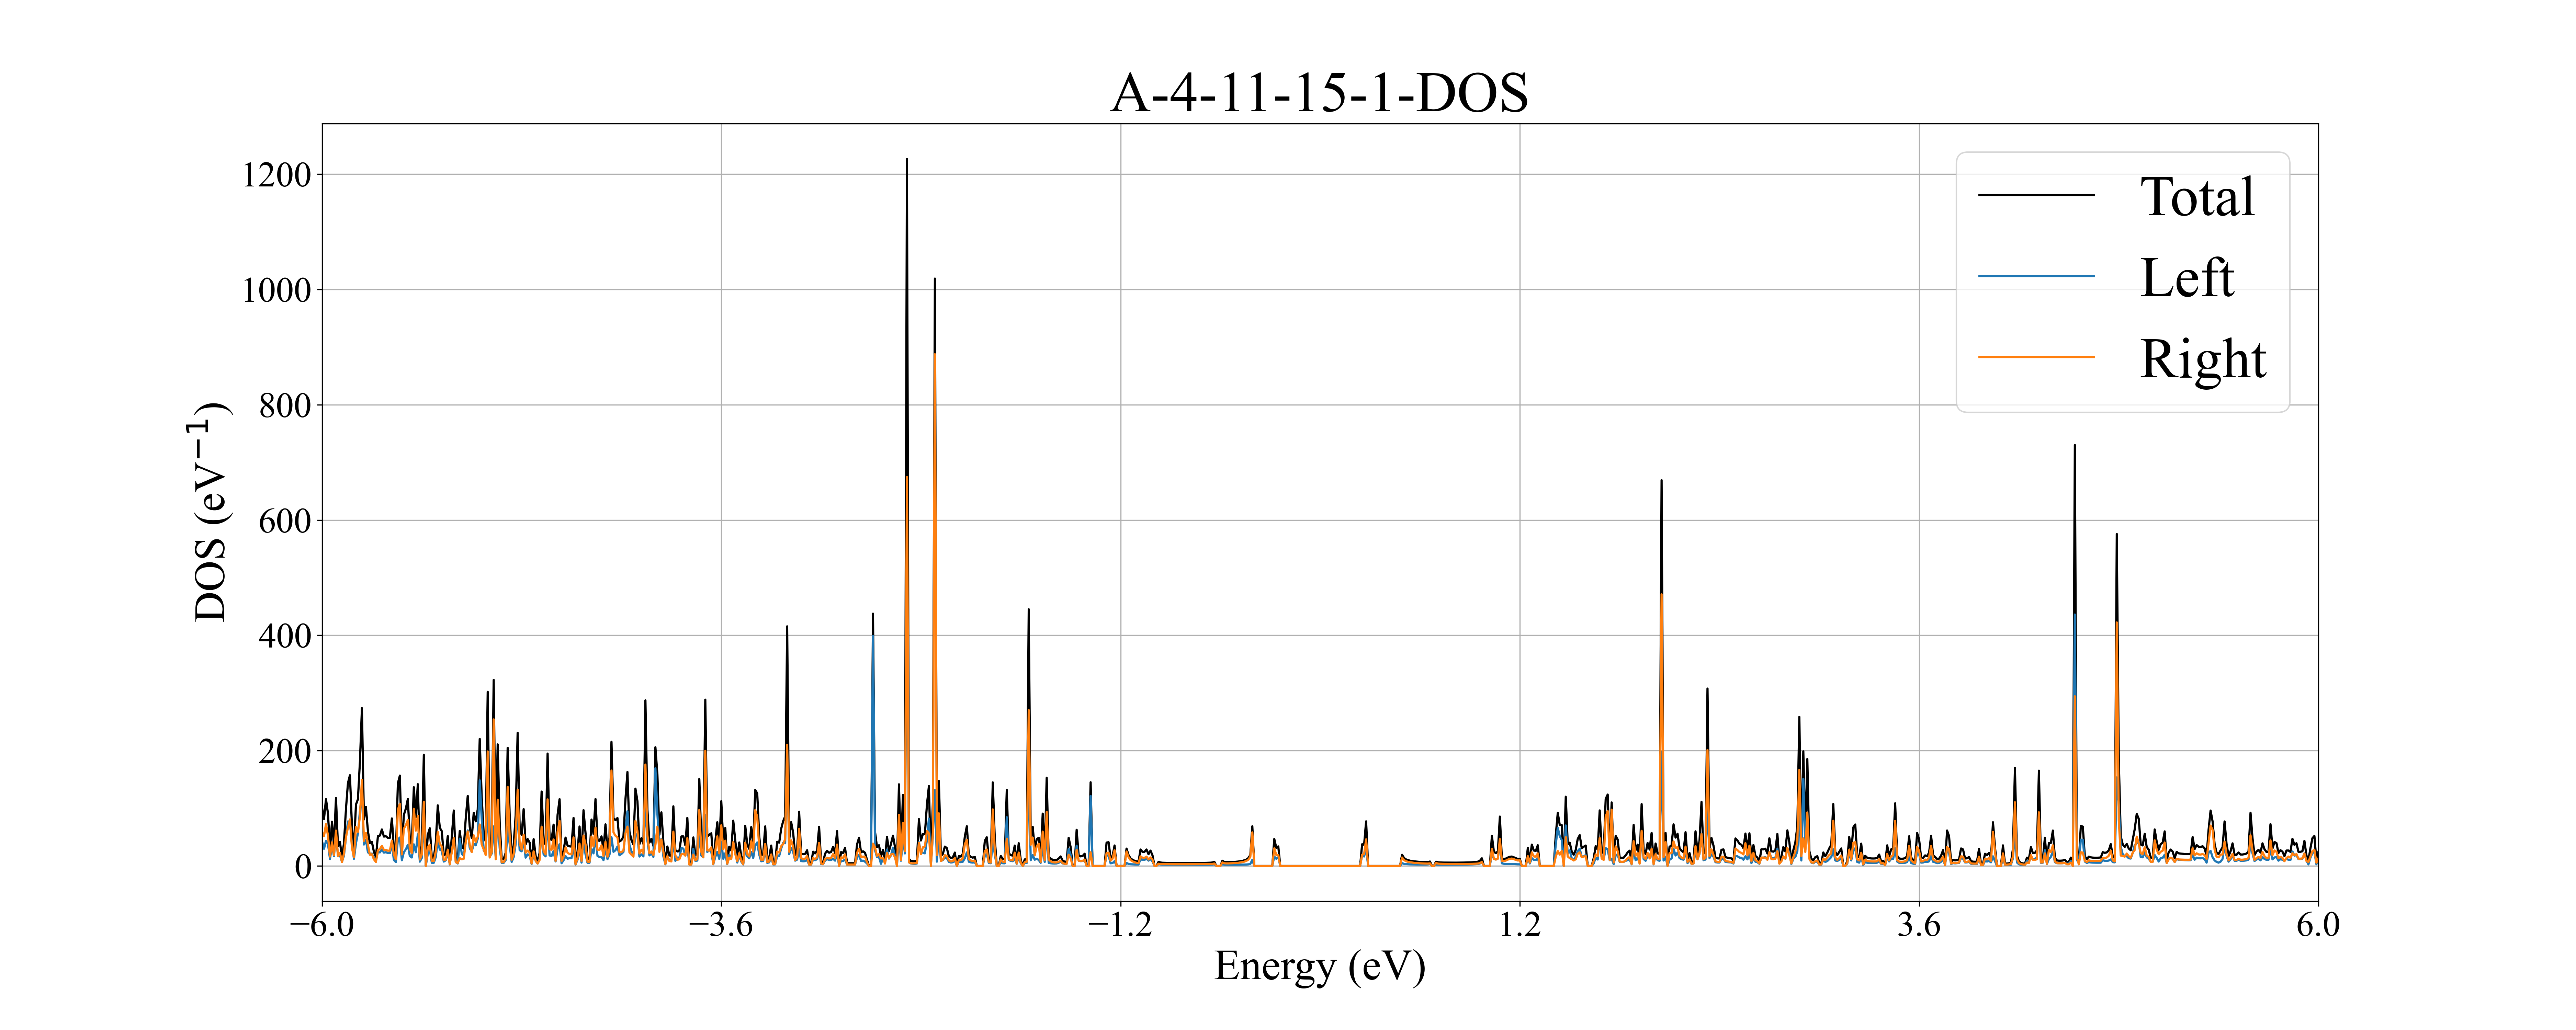 A-4-11-15-1-DOS
Total
Left
Right
DOS (eV⁻¹)
1200
1000
800
600
400
200
0
−6.0 −3.6 −1.2 1.2 3.6 6.0
Energy (eV)